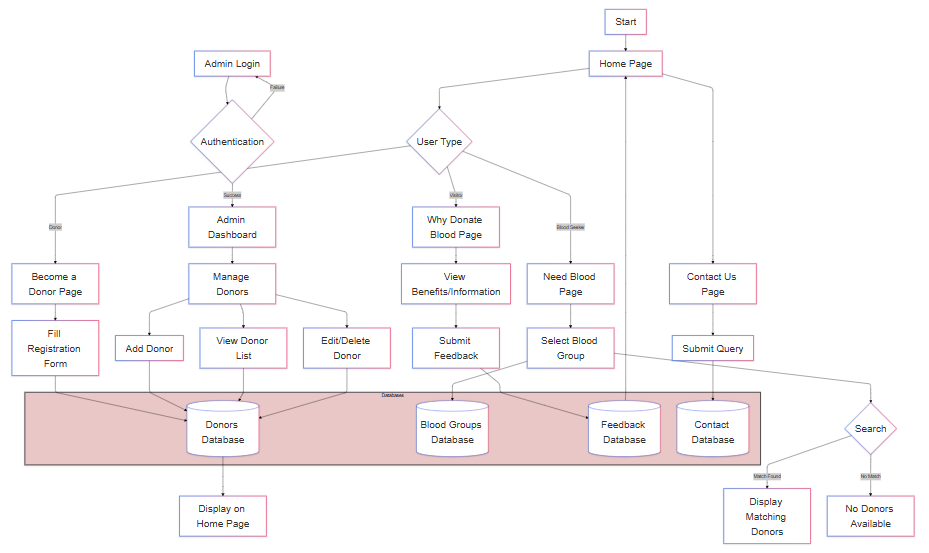 Start
Admin Login
Home Page
Failure
Authentication
User Type
Success
Visitor
Donor
Blood Seeker
Admin
Dashboard
Why Donate
Blood Page
Become a
Donor Page
Manage
Donors
View
Benefits/Information
Need Blood
Page
Contact Us
Page
Fill
Registration
Form
Add Donor
View Donor
List
Edit/Delete
Donor
Submit
Feedback
Select Blood
Group
Submit Query
Databases
Donors
Database
Blood Groups
Database
Feedback
Database
Contact
Database
Search
Match Found
No Match
Display on
Home Page
Display
Matching
Donors
No Donors
Available